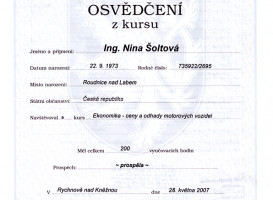 OSVĚDČENÍ
z kursu
Jméno a příjmení: Ing. Nina Šoltová
Datum narození: 22. 9. 1973 Rodné číslo: 735922/2695
Místo narození: Roudnice nad Labem
Státní občanství: Česká republika
Navštěvoval a kurs Ekonomika - ceny a odhady motorových vozidel
Měl celkem 200 vyučovacích hodin
Prospěch: ~ prospěla ~
V Rychnově nad Kněžnou dne 28. května 2007